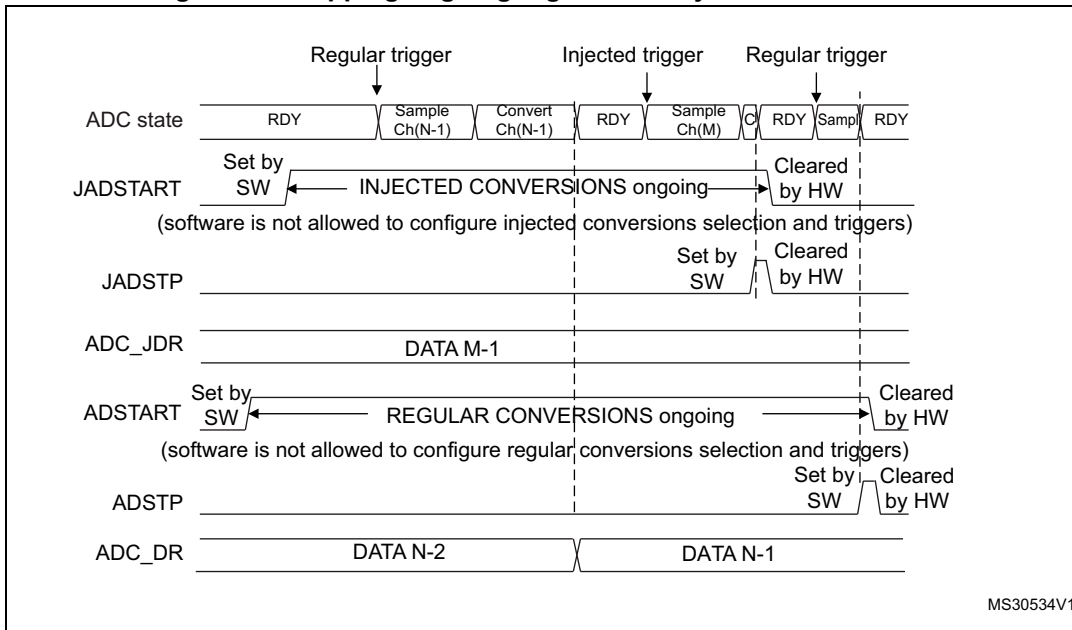 Regular trigger Injected trigger Regular trigger
ADC state RDY Sample Ch(N-1) Convert Ch(N-1) RDY Sample Ch(M) C RDY Sampl RDY
JADSTART Set by SW INJECTED CONVERSIONS ongoing Cleared by HW
(software is not allowed to configure injected conversions selection and triggers)
JADSTP Set by SW Cleared by HW
ADC_JDR DATA M-1
ADSTART Set by SW REGULAR CONVERSIONS ongoing Cleared by HW
(software is not allowed to configure regular conversions selection and triggers)
ADSTP Set by SW Cleared by HW
ADC_DR DATA N-2 DATA N-1
MS30534V1